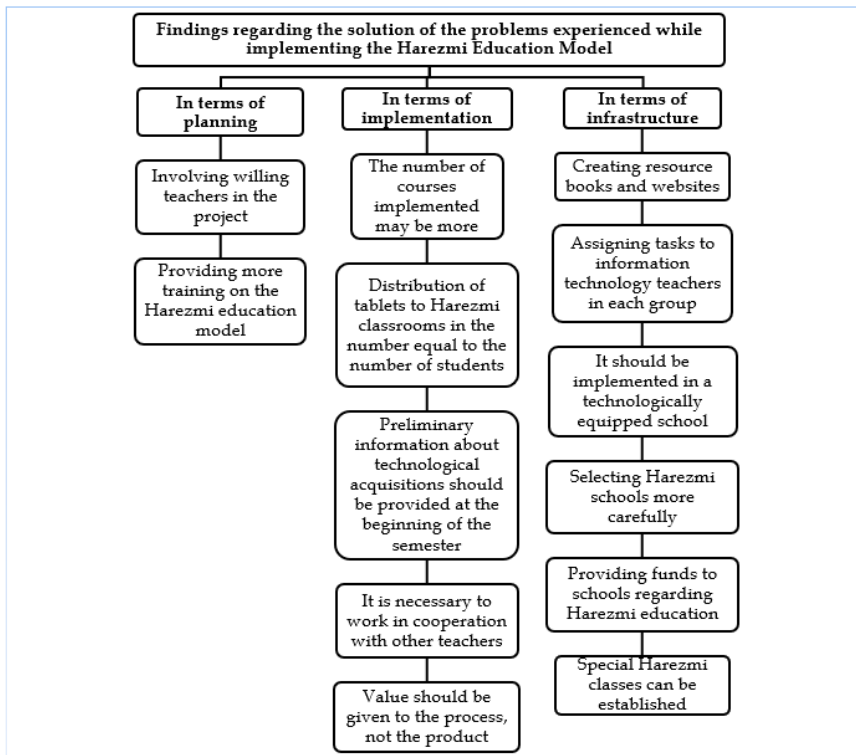 Findings regarding the solution of the problems experienced while
implementing the Harezmi Education Model
In terms of
planning
Involving willing
teachers in the
project
Providing more
training on the
Harezmi education
model
In terms of
implementation
The number of
courses
implemented
may be more
Distribution of
tablets to Harezmi
classrooms in the
number equal to the
number of students
Preliminary
information about
technological
acquisitions should
be provided at the
beginning of the
semester
It is necessary to
work in cooperation
with other teachers
Value should be
given to the process,
not the product
In terms of
infrastructure
Creating resource
books and websites
Assigning tasks to
information
technology teachers
in each group
It should be
implemented in a
technologically
equipped school
Selecting Harezmi
schools more
carefully
Providing funds to
schools regarding
Harezmi education
Special Harezmi
classes can be
established